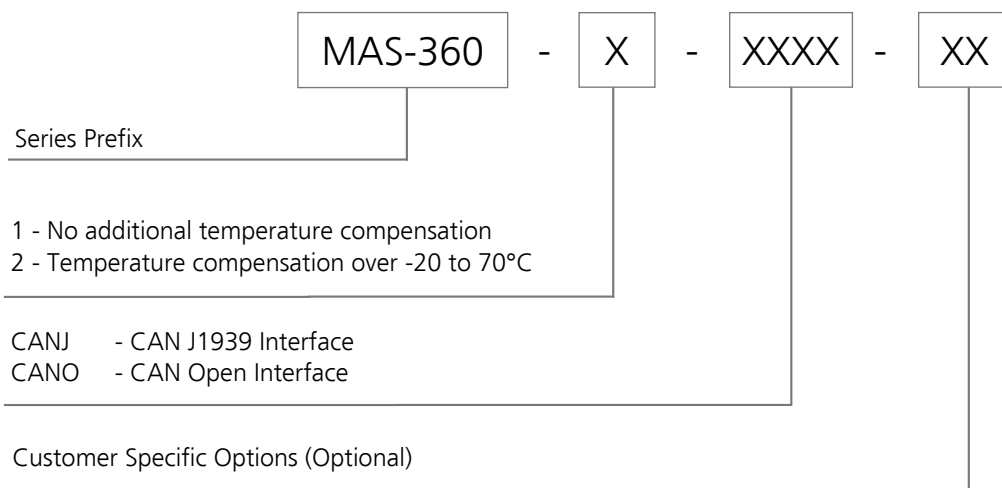 MAS-360 - X - XXXX - XX
Series Prefix
1 - No additional temperature compensation
2 - Temperature compensation over -20 to 70°C
CANJ - CAN J1939 Interface
CANO - CAN Open Interface
Customer Specific Options (Optional)